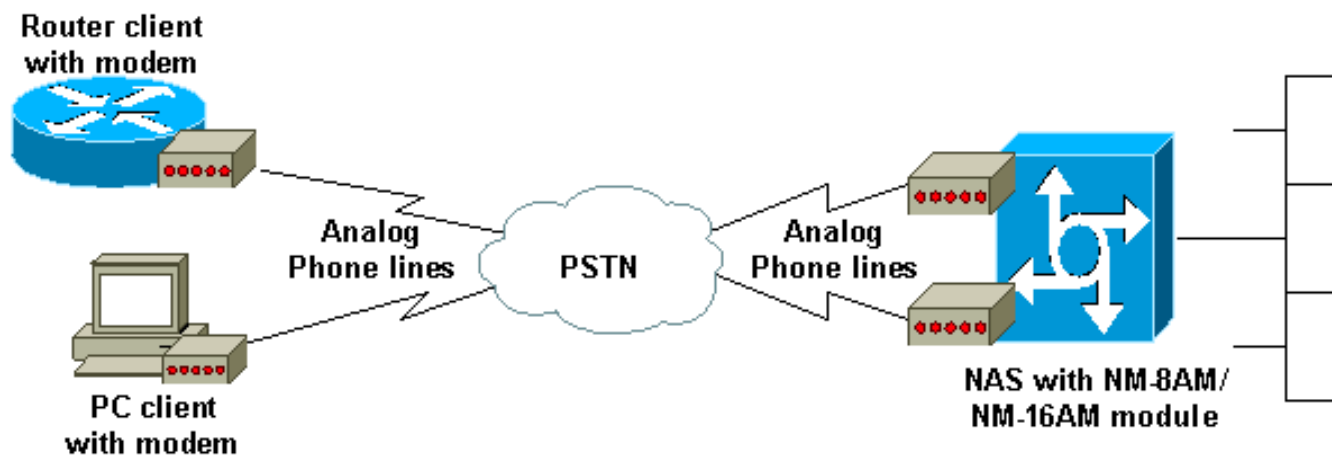 Router client
with modem
Analog
Phone lines
PSTN
Analog
Phone lines
PC client
with modem
NAS with NM-8AM/
NM-16AM module